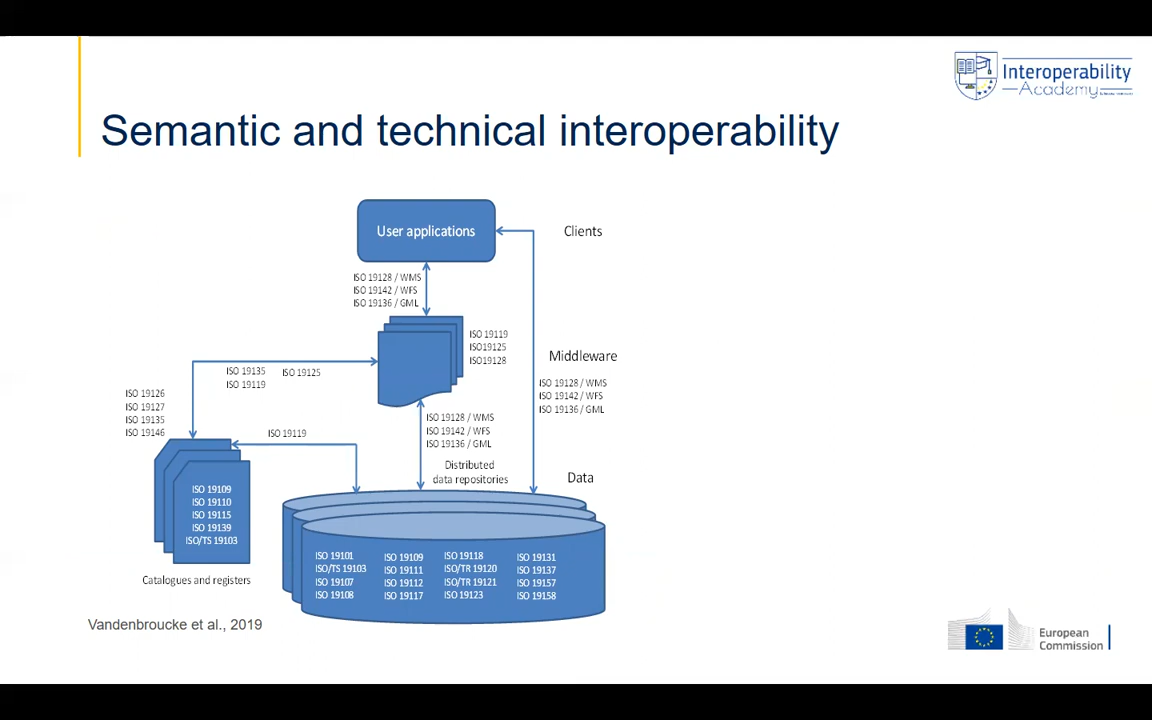 Interoperability
Academy
Semantic and technical interoperability
User applications
Clients
ISO 19128 / WMS
ISO 19142 / WFS
ISO 19136 / GML
ISO 19119
ISO19125
ISO19128
Middleware
ISO 19135
ISO 19119
ISO 19125
ISO 19128 / WMS
ISO 19142 / WFS
ISO 19136 / GML
ISO 19126
ISO 19127
ISO 19135
ISO 19146
ISO 19128 / WMS
ISO 19142 / WFS
ISO 19136 / GML
ISO 19119
Distributed
data repositories
Data
ISO 19109
ISO 19110
ISO 19115
ISO 19139
ISO/TS 19103
Catalogues and registers
ISO 19101
ISO/TS 19103
ISO 19107
ISO 19108
ISO 19109
ISO 19111
ISO 19112
ISO 19117
ISO 19118
ISO/TR 19120
ISO/TR 19121
ISO 19123
ISO 19131
ISO 19137
ISO 19157
ISO 19158
Vandenbroucke et al., 2019
European
Commission